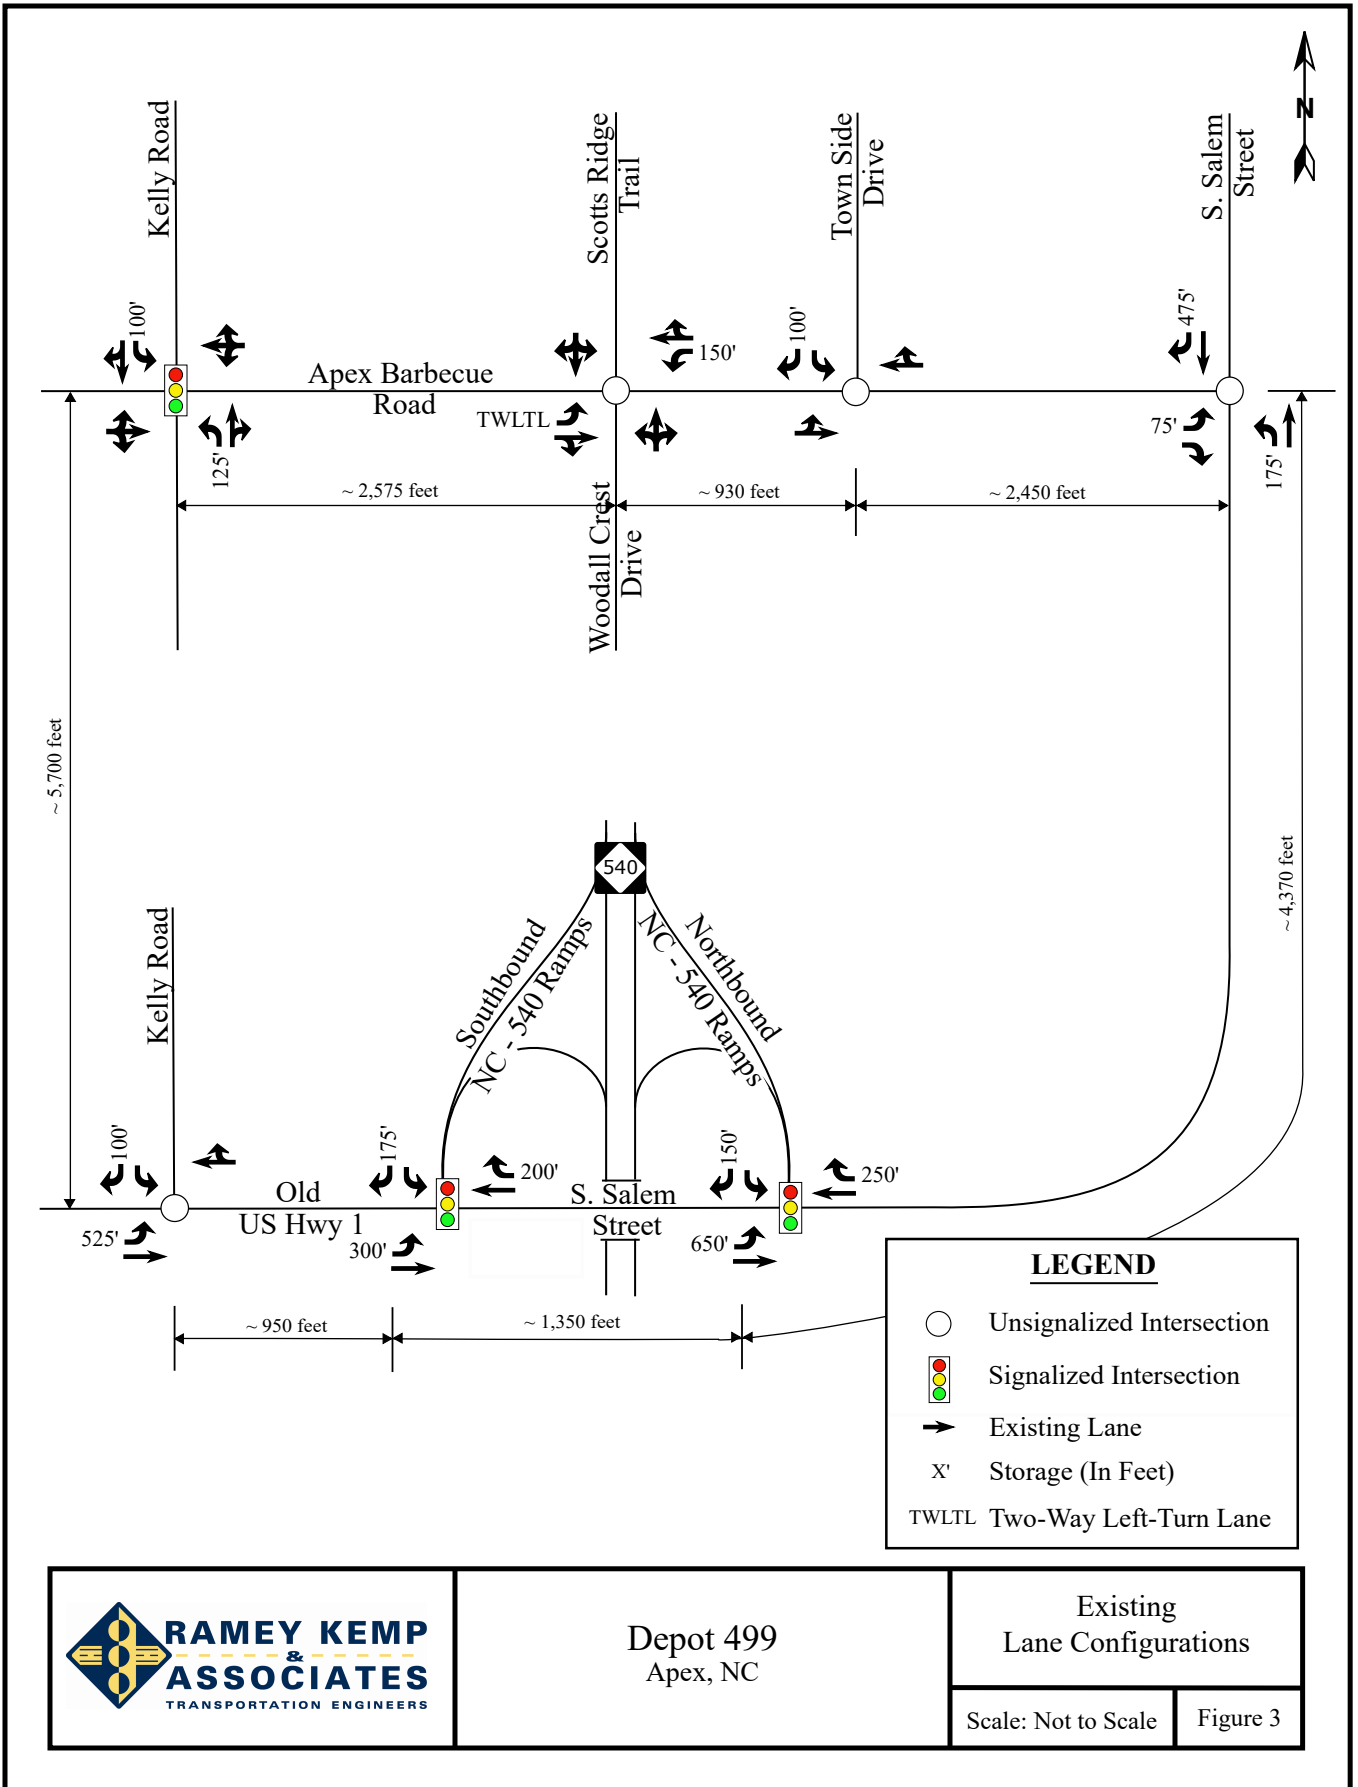 N
Kelly Road
Scotts Ridge
Trail
Town Side
Drive
S. Salem
Street
100'
150'
100'
475'
Apex Barbecue
Road
TWLTL
125'
75'
175'
~ 2,575 feet
~ 930 feet
~ 2,450 feet
Woodall Crest
Drive
~ 5,700 feet
~ 4,370 feet
540
Southbound
NC - 540 Ramps
Northbound
NC - 540 Ramps
Kelly Road
100'
175'
200'
150'
250'
Old
US Hwy 1
S. Salem
Street
525'
300'
650'
~ 950 feet
~ 1,350 feet
LEGEND
Unsignalized Intersection
Signalized Intersection
Existing Lane
X' Storage (In Feet)
TWLTL Two-Way Left-Turn Lane
RAMEY KEMP
&
ASSOCIATES
TRANSPORTATION ENGINEERS
Depot 499
Apex, NC
Existing
Lane Configurations
Scale: Not to Scale
Figure 3